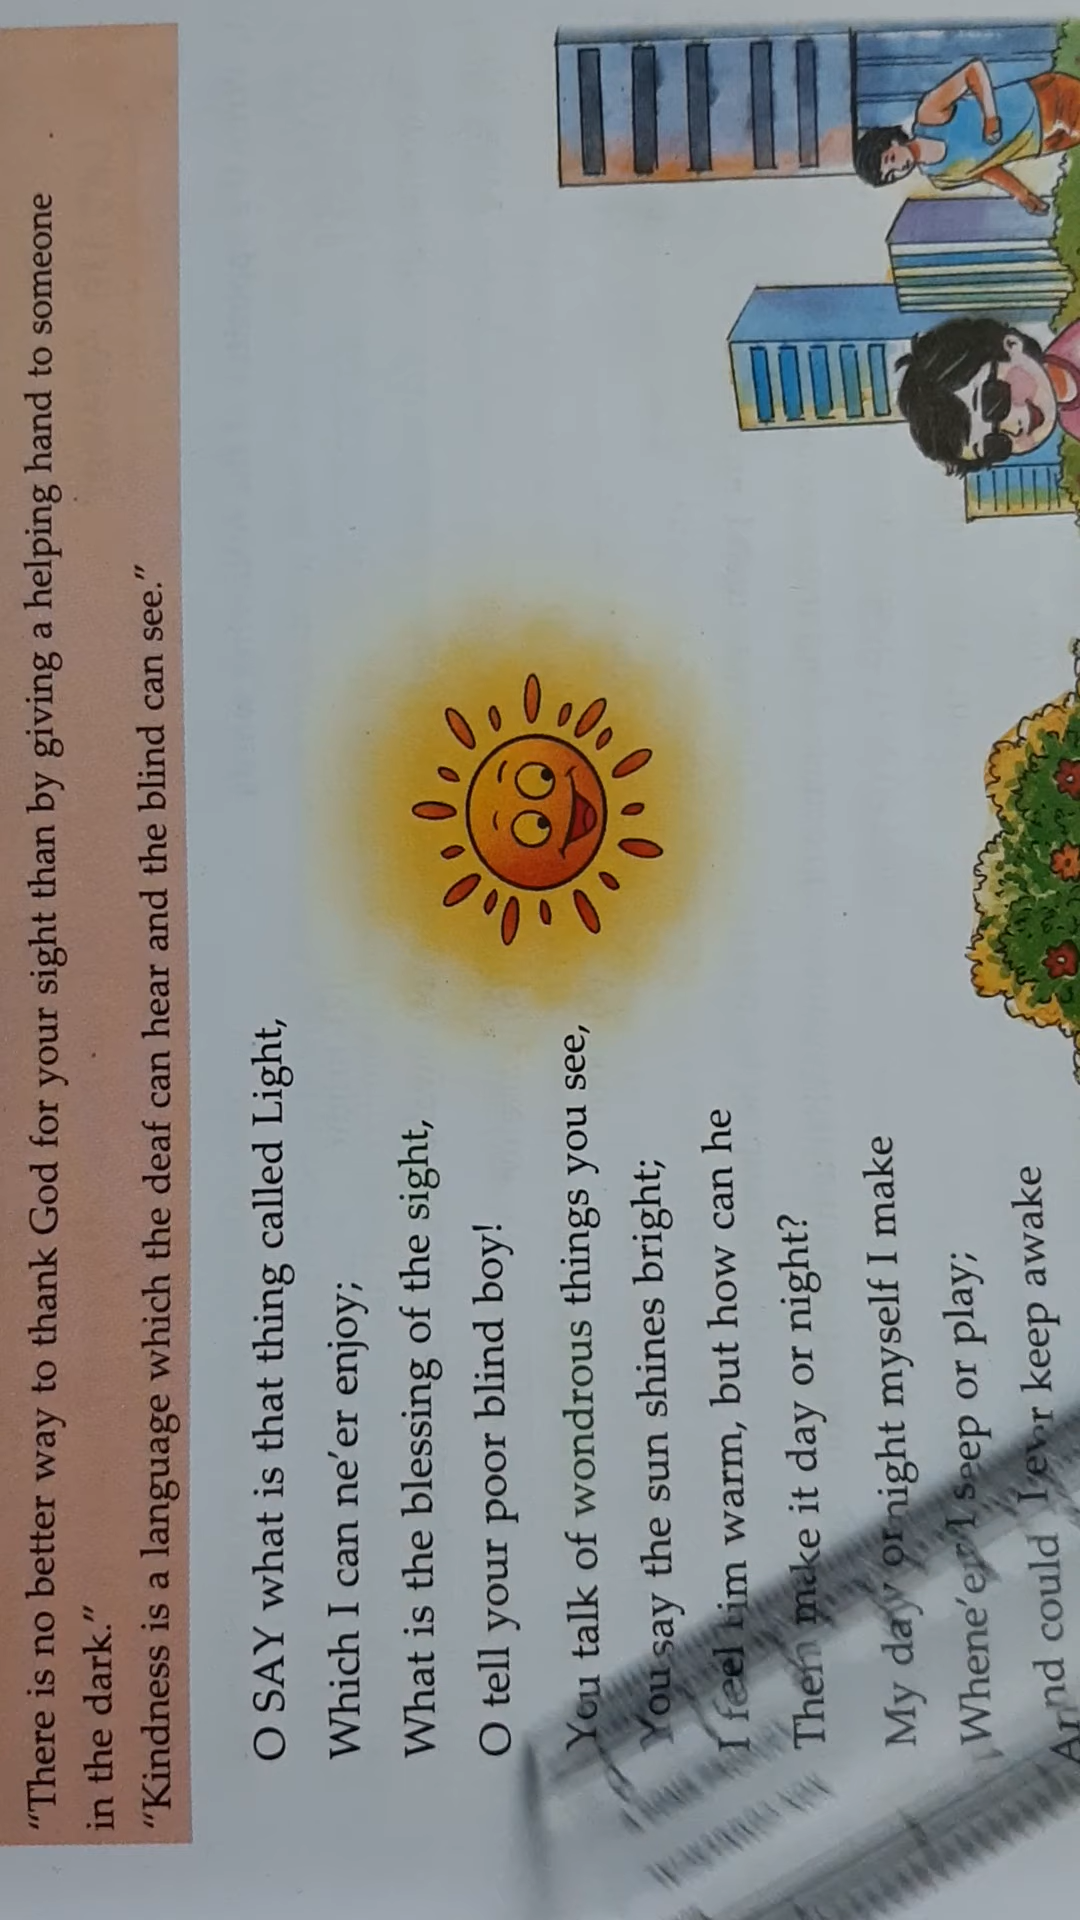 "There is no better way to thank God for your sight than by giving a helping hand to someone
in the dark."
"Kindness is a language which the deaf can hear and the blind can see."
O SAY what is that thing called Light,
Which I can ne'er enjoy;
What is the blessing of the sight,
O tell your poor blind boy!
You talk of wondrous things you see,
You say the sun shines bright;
I feel him warm, but how can he
Then make it day or night?
My day or night myself I make
Whene'er I sleep or play;
And could I ever keep awake